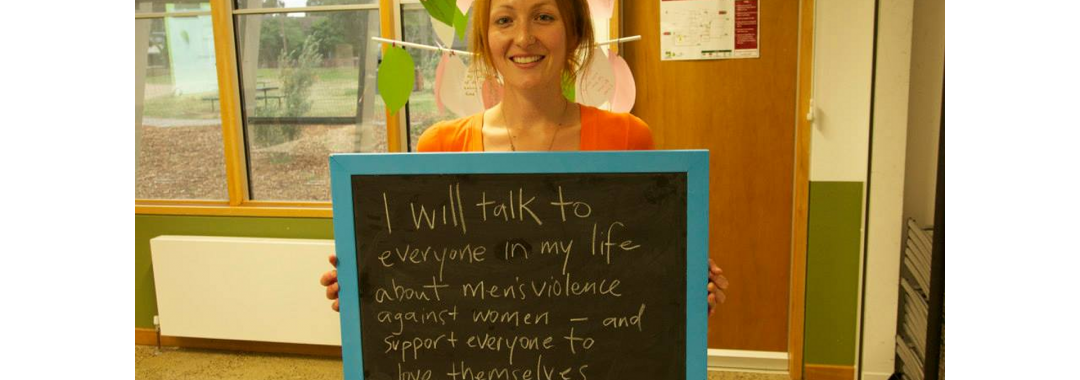 I will talk to
everyone in my life
about men's violence
against women – and
support everyone to
love themselves